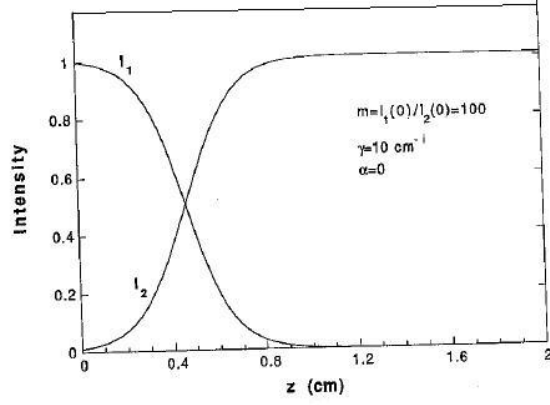 I₁
m=I₁(0)/I₂(0)=100
γ=10 cm⁻¹
α=0
I₂
Intensity
1
0.8
0.6
0.4
0.2
0
0
0.4
0.8
1.2
1.6
2
z (cm)